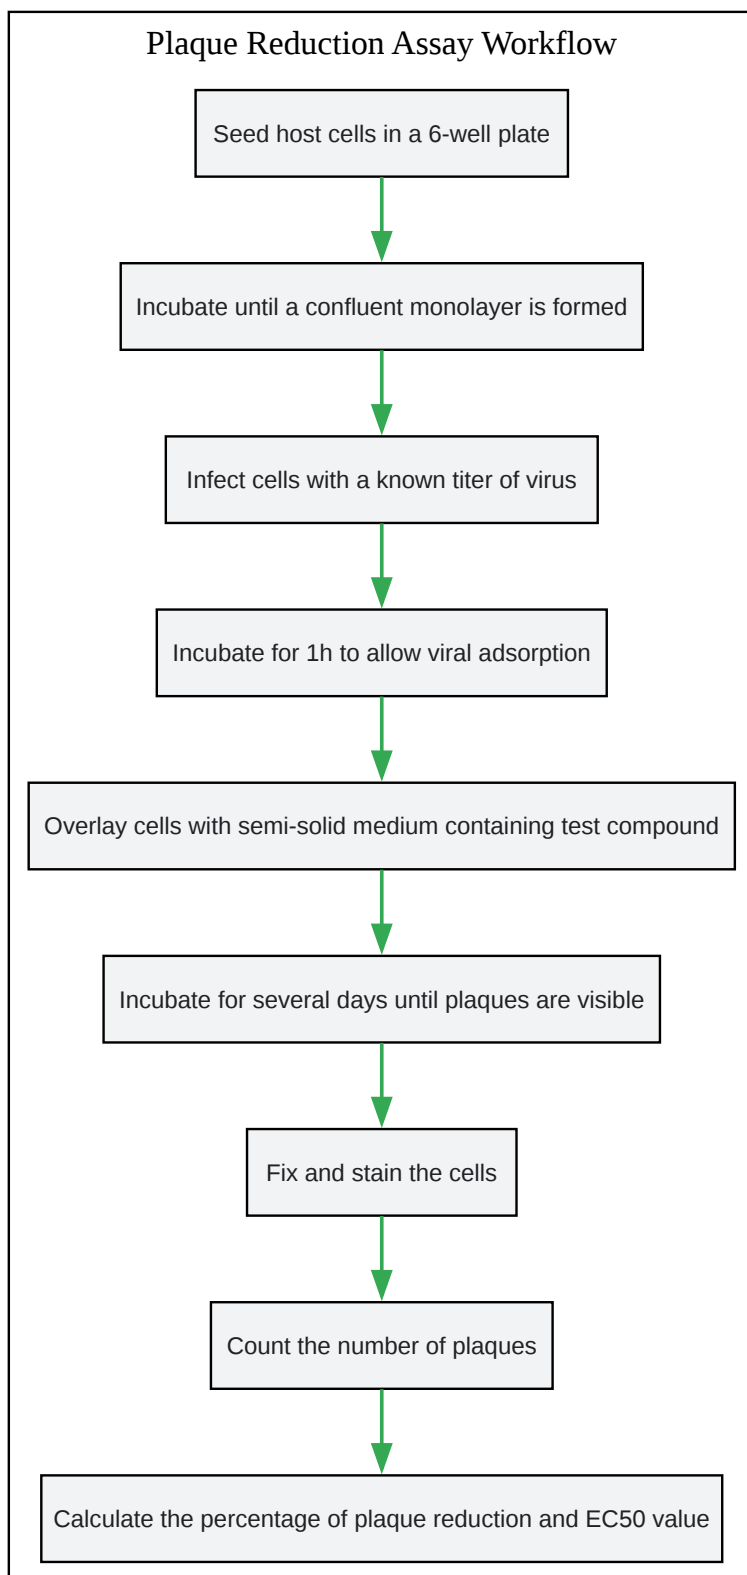 Plaque Reduction Assay Workflow
Seed host cells in a 6-well plate
Incubate until a confluent monolayer is formed
Infect cells with a known titer of virus
Incubate for 1h to allow viral adsorption
Overlay cells with semi-solid medium containing test compound
Incubate for several days until plaques are visible
Fix and stain the cells
Count the number of plaques
Calculate the percentage of plaque reduction and EC50 value